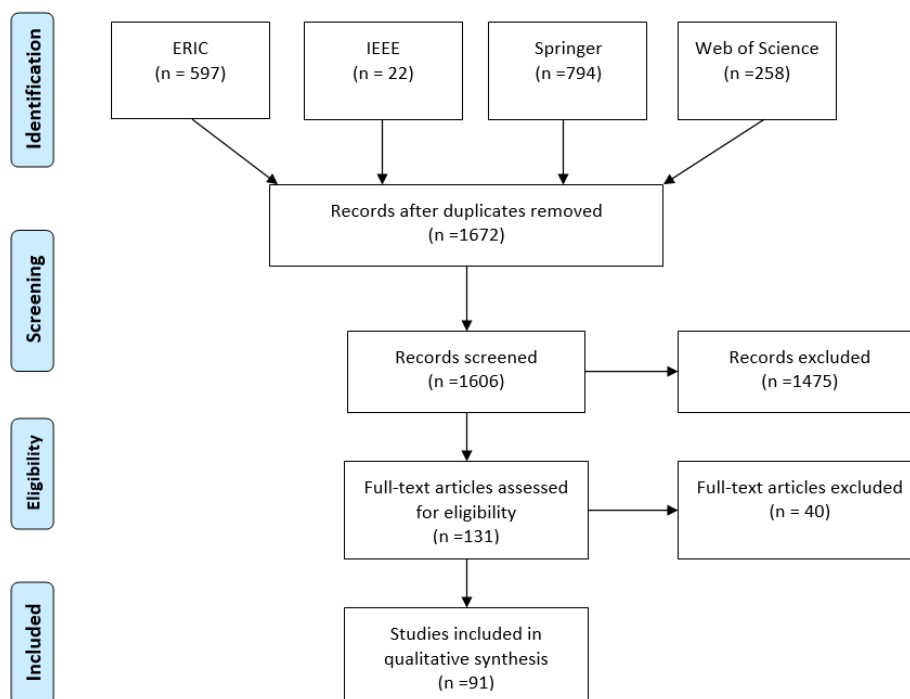 Identification
ERIC
(n = 597)
IEEE
(n = 22)
Springer
(n =794)
Web of Science
(n =258)
Records after duplicates removed
(n =1672)
Screening
Records screened
(n =1606)
Records excluded
(n =1475)
Eligibility
Full-text articles assessed
for eligibility
(n =131)
Full-text articles excluded
(n = 40)
Included
Studies included in
qualitative synthesis
(n =91)